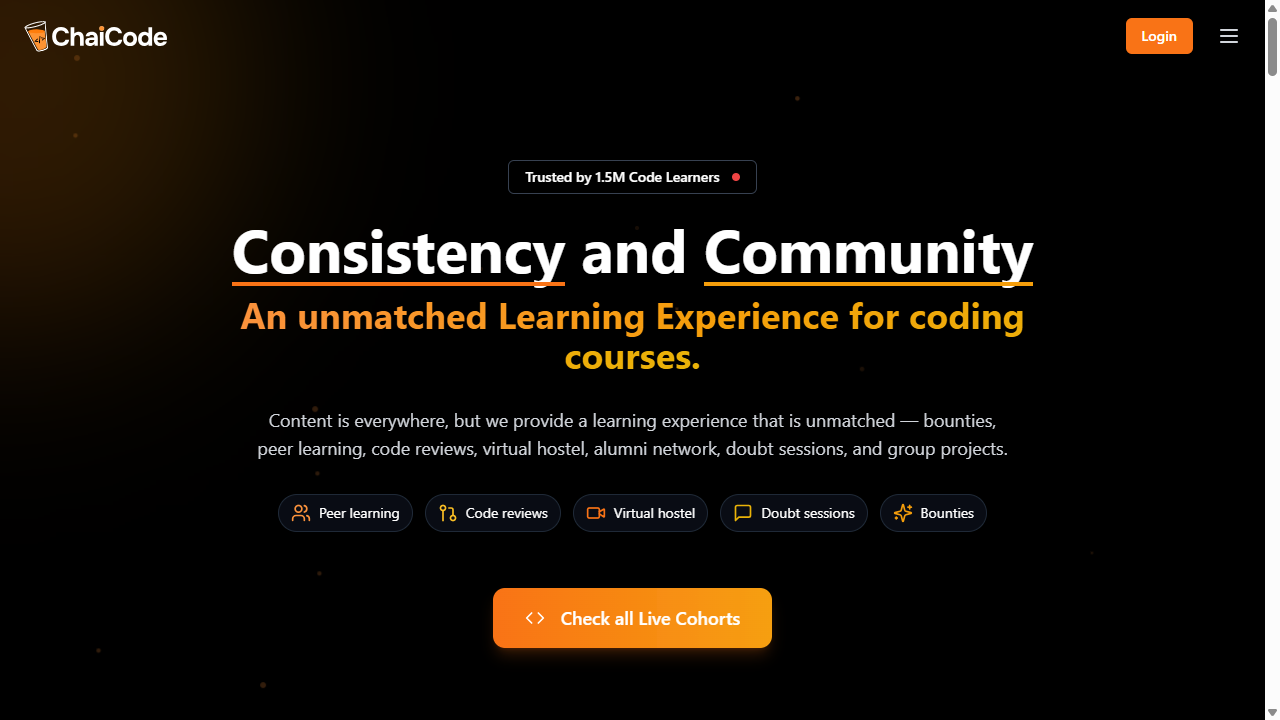 ChaiCode
Login
Trusted by 1.5M Code Learners
Consistency and Community
An unmatched Learning Experience for coding
courses.
Content is everywhere, but we provide a learning experience that is unmatched — bounties,
peer learning, code reviews, virtual hostel, alumni network, doubt sessions, and group projects.
Peer learning
Code reviews
Virtual hostel
Doubt sessions
Bounties
Check all Live Cohorts